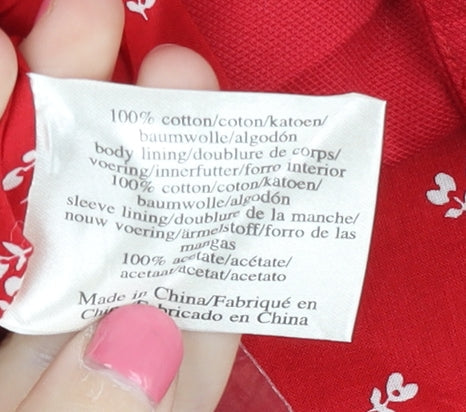 100% cotton/coton/katoen/
baumwolle/algodón
body lining/doublure de corps/
voering/innerfutter/forro interior
100% cotton/coton/katoen/
baumwolle/algodón
sleeve lining/doublure de la manche/
nouw voering/ärmelstoff/forro de las
mangas
100% acetate/acétate/
acetaat/acetat/acetato
Made in China/Fabriqué en
en China